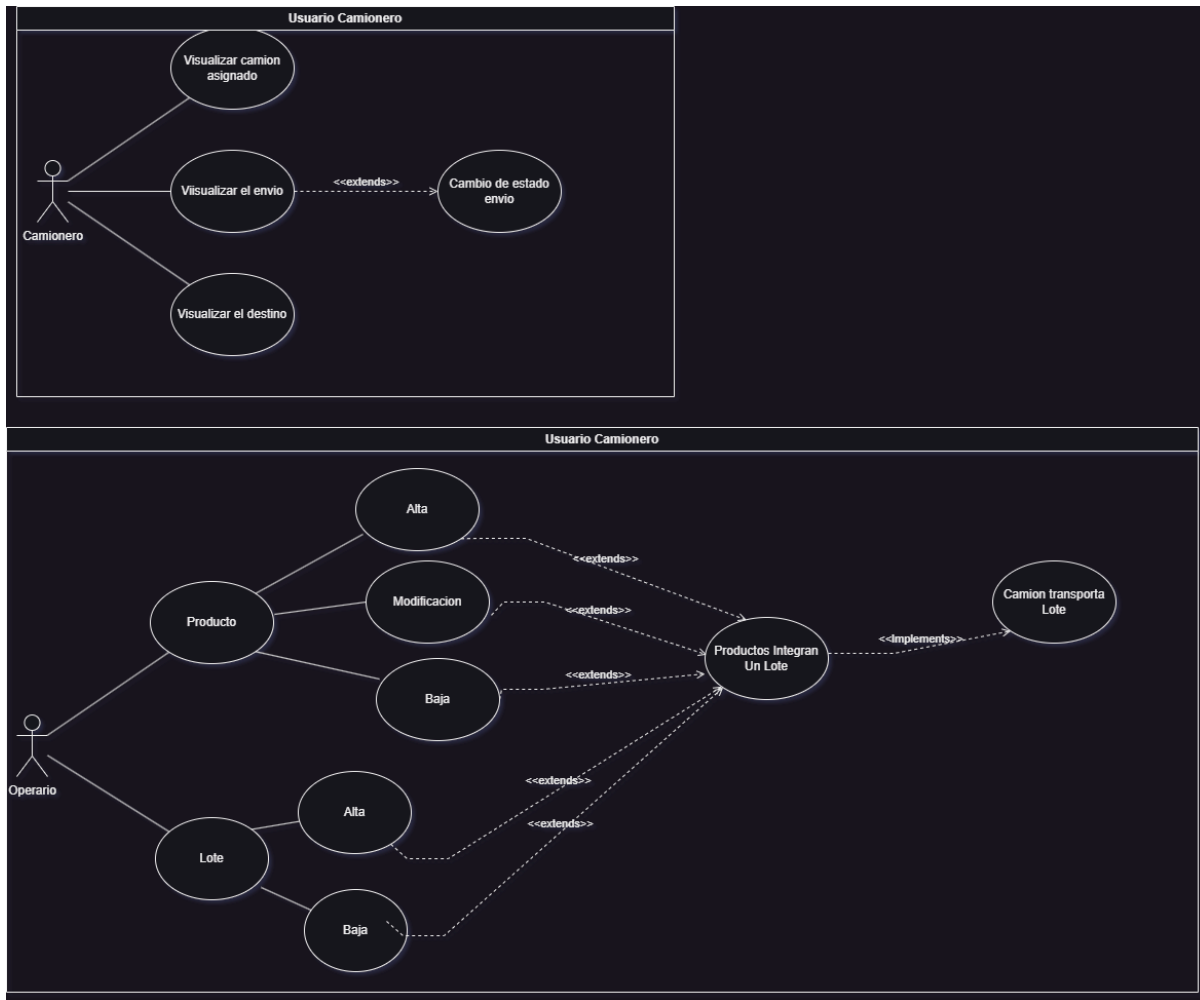 Usuario Camionero
Visualizar camion
asignado
Viisualizar el envio
<<extends>>
Cambio de estado
envio
Camionero
Visualizar el destino
Usuario Camionero
Alta
<<extends>>
Modificacion
<<extends>>
Producto
Camion transporta
Lote
<<Implements>>
Productos Integran
Un Lote
Baja
<<extends>>
Operario
Alta
<<extends>>
<<extends>>
Lote
Baja